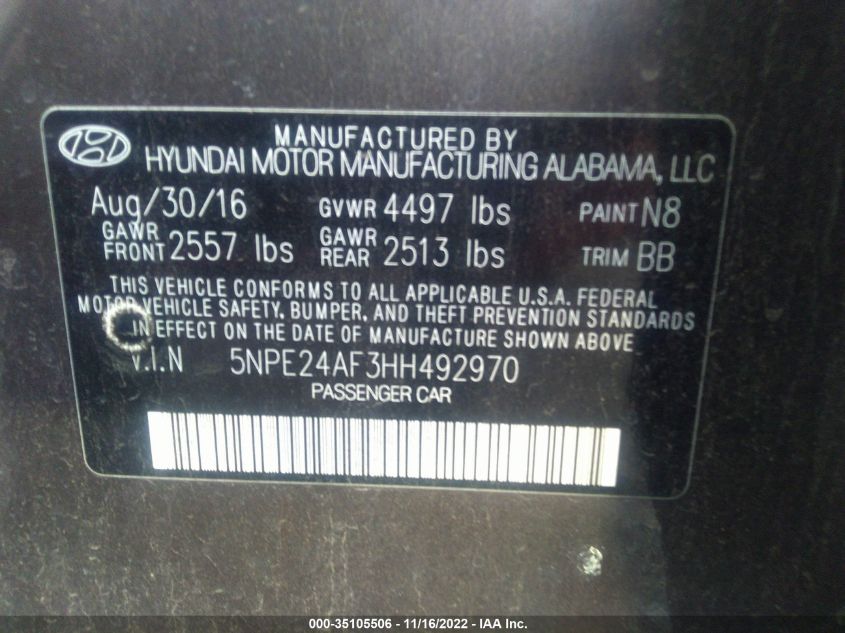 MANUFACTURED BY
HYUNDAI MOTOR MANUFACTURING ALABAMA, LLC
Aug/30/16 GVWR 4497 lbs PAINT N8
GAWR FRONT 2557 lbs GAWR REAR 2513 lbs TRIM BB
THIS VEHICLE CONFORMS TO ALL APPLICABLE U.S.A. FEDERAL
MOTOR VEHICLE SAFETY, BUMPER, AND THEFT PREVENTION STANDARDS
IN EFFECT ON THE DATE OF MANUFACTURE SHOWN ABOVE
V.I.N 5NPE24AF3HH492970
PASSENGER CAR
000-35105506 - 11/16/2022 - IAA Inc.